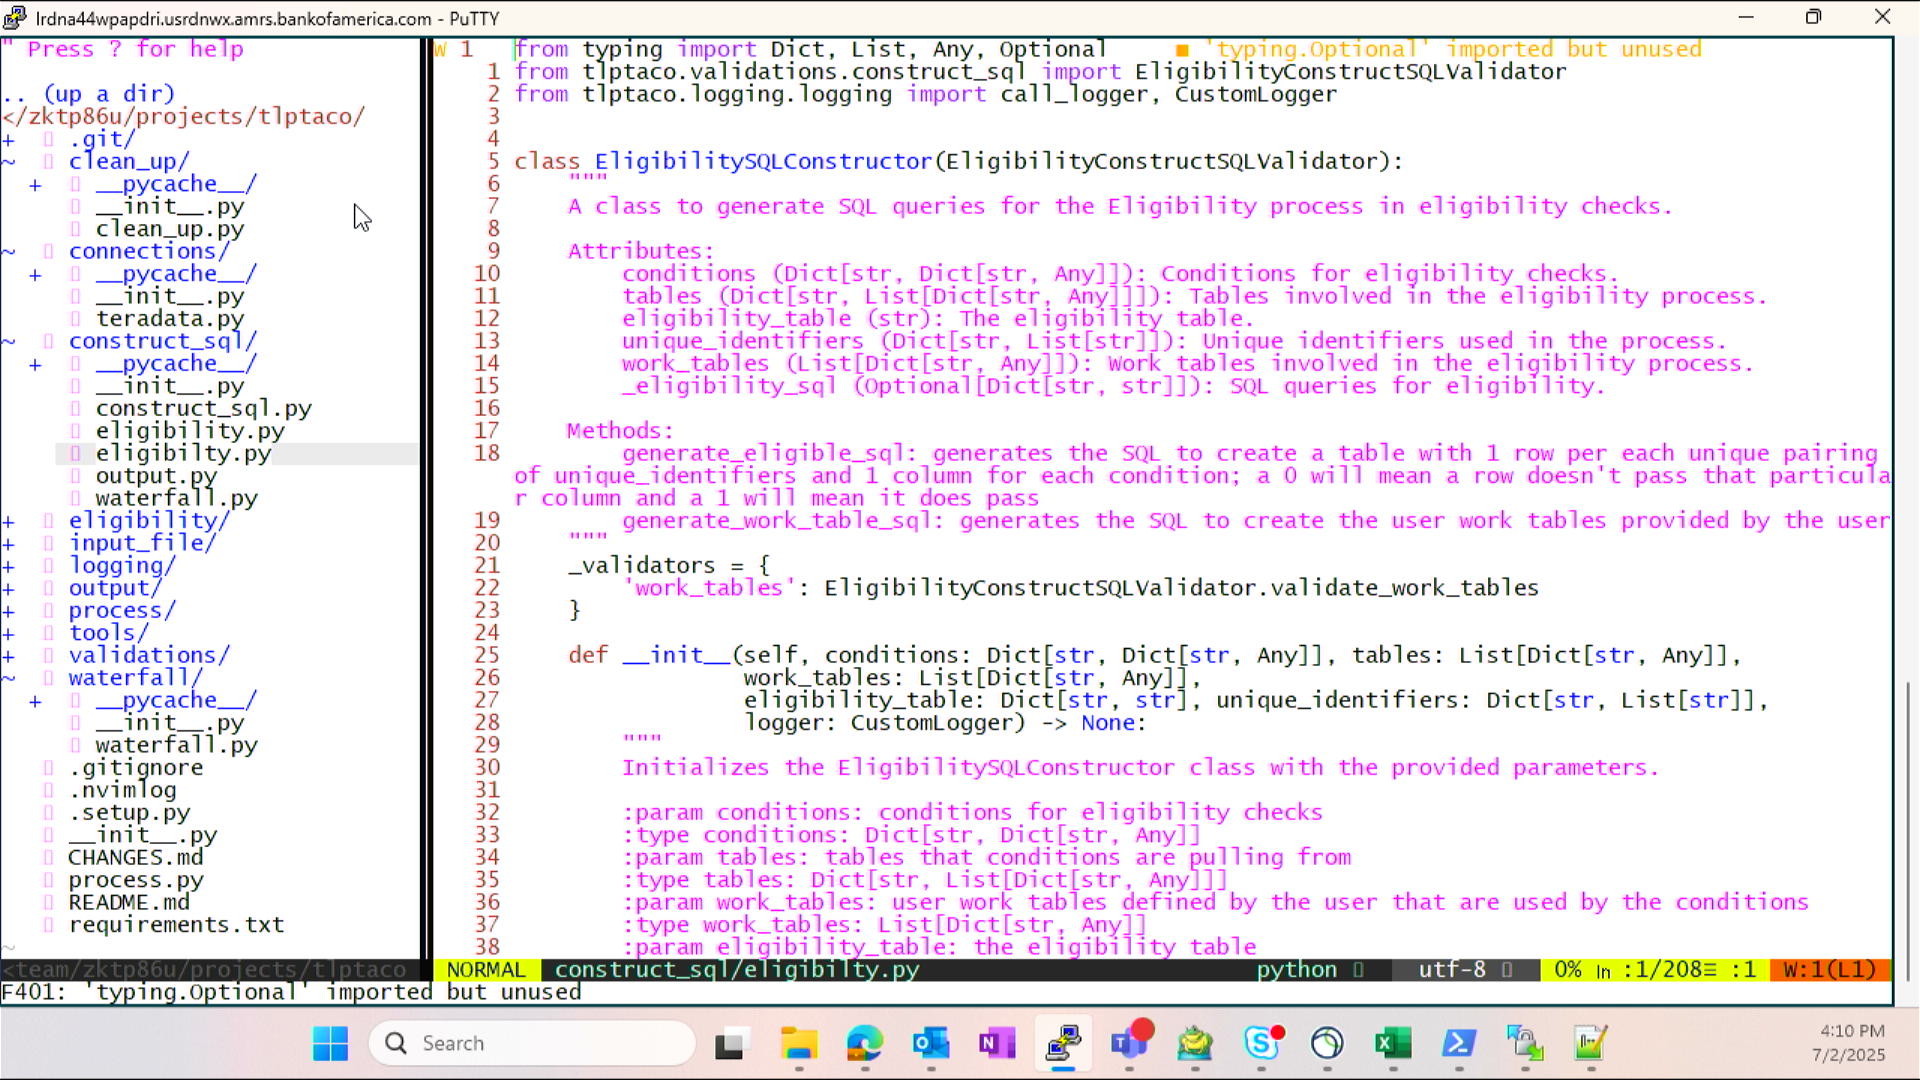 lrdna44wpapdri.usrdnwx.amrs.bankofamerica.com - PuTTY
" Press ? for help
.. (up a dir)
</zktp86u/projects/tlptaco/
+ .git/
~ clean_up/
+ __pycache__/
__init__.py
clean_up.py
~ connections/
+ __pycache__/
__init__.py
teradata.py
~ construct_sql/
+ __pycache__/
__init__.py
construct_sql.py
eligibility.py
eligibilty.py
output.py
waterfall.py
+ eligibility/
+ input_file/
+ logging/
+ output/
+ process/
+ tools/
+ validations/
~ waterfall/
+ __pycache__/
__init__.py
waterfall.py
.gitignore
.nvimlog
.setup.py
__init__.py
CHANGES.md
process.py
README.md
requirements.txt
~
<team/zktp86u/projects/tlptaco
W 1 from typing import Dict, List, Any, Optional ■ 'typing.Optional' imported but unused
1 from tlptaco.validations.construct_sql import EligibilityConstructSQLValidator
2 from tlptaco.logging.logging import call_logger, CustomLogger
3
4
5 class EligibilitySQLConstructor(EligibilityConstructSQLValidator):
6 """
7 A class to generate SQL queries for the Eligibility process in eligibility checks.
8
9 Attributes:
10 conditions (Dict[str, Dict[str, Any]]): Conditions for eligibility checks.
11 tables (Dict[str, List[Dict[str, Any]]]): Tables involved in the eligibility process.
12 eligibility_table (str): The eligibility table.
13 unique_identifiers (Dict[str, List[str]]): Unique identifiers used in the process.
14 work_tables (List[Dict[str, Any]]): Work tables involved in the eligibility process.
15 _eligibility_sql (Optional[Dict[str, str]]): SQL queries for eligibility.
16
17 Methods:
18 generate_eligible_sql: generates the SQL to create a table with 1 row per each unique pairing
of unique_identifiers and 1 column for each condition; a 0 will mean a row doesn't pass that particula
r column and a 1 will mean it does pass
19 generate_work_table_sql: generates the SQL to create the user work tables provided by the user
20 """
21 _validators = {
22 'work_tables': EligibilityConstructSQLValidator.validate_work_tables
23 }
24
25 def __init__(self, conditions: Dict[str, Dict[str, Any]], tables: List[Dict[str, Any]],
26 work_tables: List[Dict[str, Any]],
27 eligibility_table: Dict[str, str], unique_identifiers: Dict[str, List[str]],
28 logger: CustomLogger) -> None:
29 """
30 Initializes the EligibilitySQLConstructor class with the provided parameters.
31
32 :param conditions: conditions for eligibility checks
33 :type conditions: Dict[str, Dict[str, Any]]
34 :param tables: tables that conditions are pulling from
35 :type tables: Dict[str, List[Dict[str, Any]]]
36 :param work_tables: user work tables defined by the user that are used by the conditions
37 :type work_tables: List[Dict[str, Any]]
38 :param eligibility_table: the eligibility table
NORMAL construct_sql/eligibilty.py python utf-8 0% ln :1/208≡ :1 W:1(L1)
F401: 'typing.Optional' imported but unused
Search
4:10 PM
7/2/2025